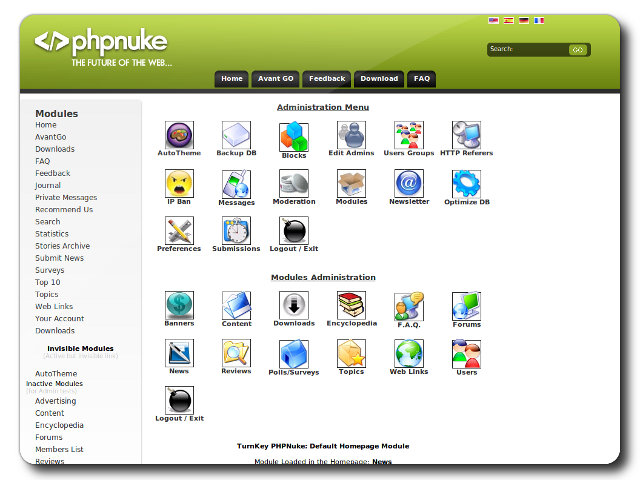 phpnuke
THE FUTURE OF THE WEB...
Search:
GO
Home
Avant GO
Feedback
Download
FAQ
Modules
Home
AvantGo
Downloads
FAQ
Feedback
Journal
Private Messages
Recommend Us
Search
Statistics
Stories Archive
Submit News
Surveys
Top 10
Topics
Web Links
Your Account
Downloads
Invisible Modules
(Active but invisible link)
AutoTheme
Inactive Modules
(for Admin tests)
Advertising
Content
Encyclopedia
Forums
Members List
Reviews
Administration Menu
AutoTheme
Backup DB
Blocks
Edit Admins
Users Groups
HTTP Referers
IP Ban
Messages
Moderation
Modules
Newsletter
Optimize DB
Preferences
Submissions
Logout / Exit
Modules Administration
Banners
Content
Downloads
Encyclopedia
F.A.Q.
Forums
News
Reviews
Polls/Surveys
Topics
Web Links
Users
Logout / Exit
TurnKey PHPNuke: Default Homepage Module
Module Loaded in the Homepage: News